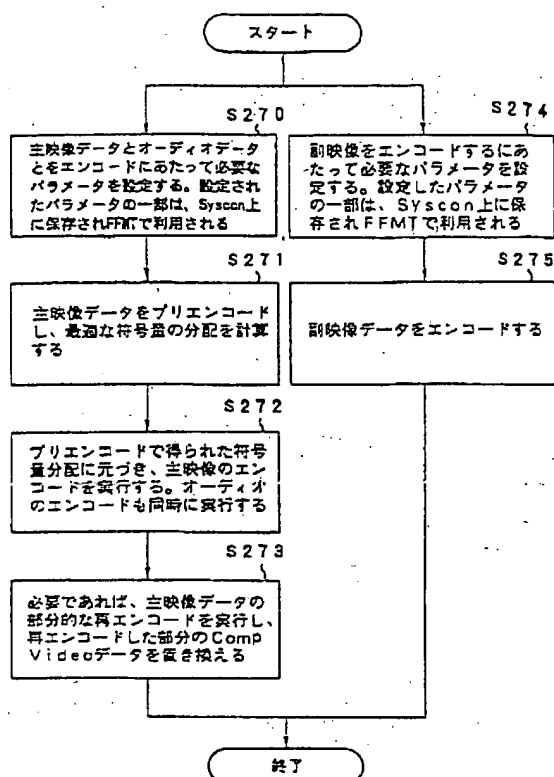 スタート
S270
主映像データとオーディオデータ
とをエンコードにあたって必要な
パラメータを設定する。設定され
たパラメータの一部は、Syscon上
に保存されFFMTで利用される
S271
主映像データをプリエンコード
し、最適な符号量の分配を計算
する
S272
プリエンコードで得られた符号
量分配に元づき、主映像のエン
コードを実行する。オーディオ
のエンコードも同時に実行する
S273
必要であれば、主映像データの
部分的な再エンコードを実行し、
再エンコードした部分のComp
Videoデータを置き換える
S274
副映像をエンコードするにあ
たって必要なパラメータを設
定する。設定したパラメータ
の一部は、Syscon上に保
存されFFMTで利用される
S275
副映像データをエンコードする
終了